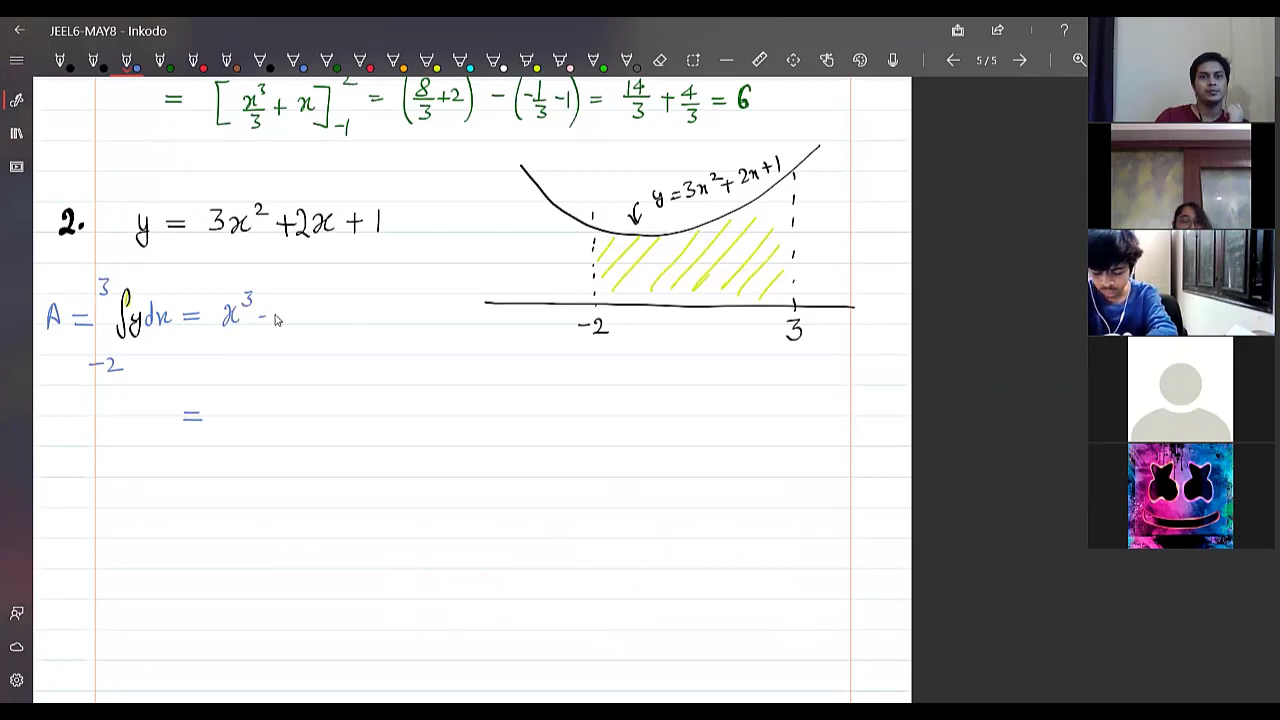 JEEL6-MAY8 - Inkodo
5 / 5
= [x³/3 + x]₋₁² = (8/3 + 2) - (-1/3 - 1) = 14/3 + 4/3 = 6
y = 3x² + 2x + 1
2. y = 3x² + 2x + 1
A = ∫₋₂³ y dx = x³ -
-2 3
=